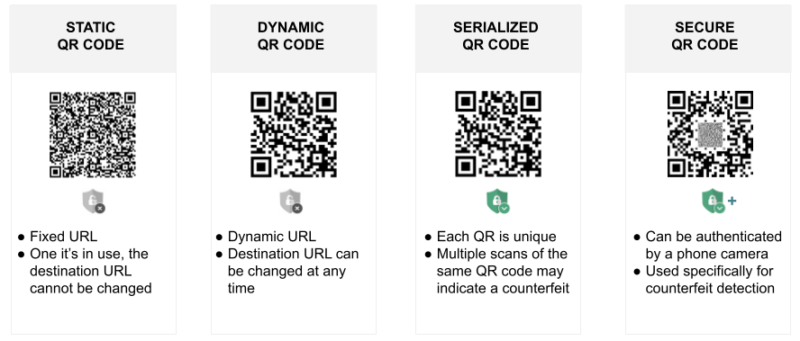 STATIC
QR CODE
● Fixed URL
● One it's in use, the
destination URL
cannot be changed
DYNAMIC
QR CODE
● Dynamic URL
● Destination URL can
be changed at any
time
SERIALIZED
QR CODE
● Each QR is unique
● Multiple scans of the
same QR code may
indicate a counterfeit
SECURE
QR CODE
+
● Can be authenticated
by a phone camera
● Used specifically for
counterfeit detection